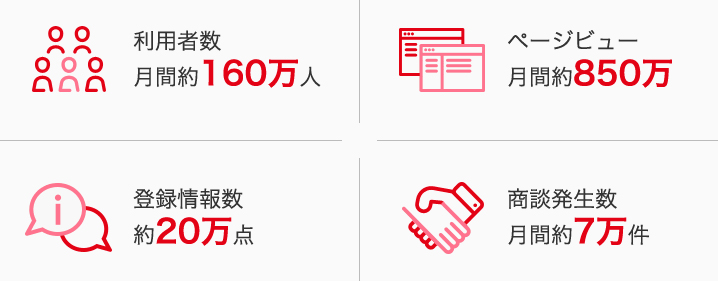 利用者数
月間約160万人
ページビュー
月間約850万
登録情報数
約20万点
商談発生数
月間約7万件